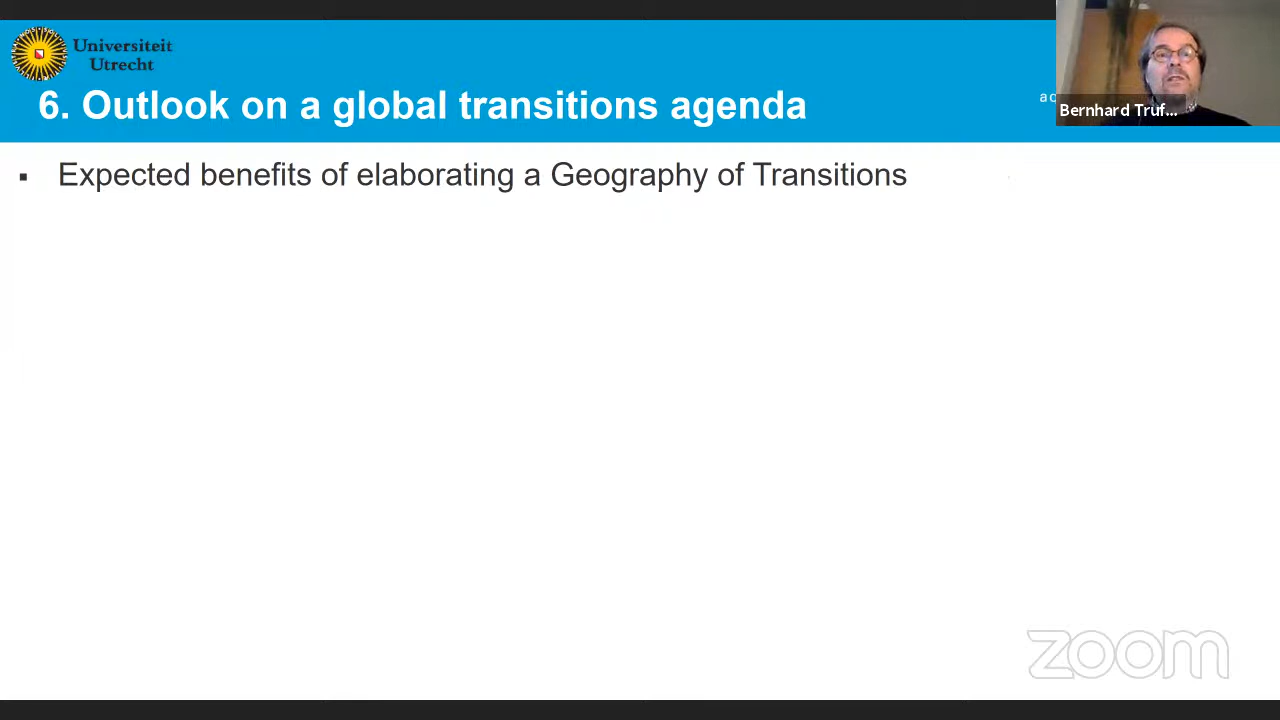 Universiteit
Utrecht
6. Outlook on a global transitions agenda
Bernhard Truf...
▪ Expected benefits of elaborating a Geography of Transitions
zoom